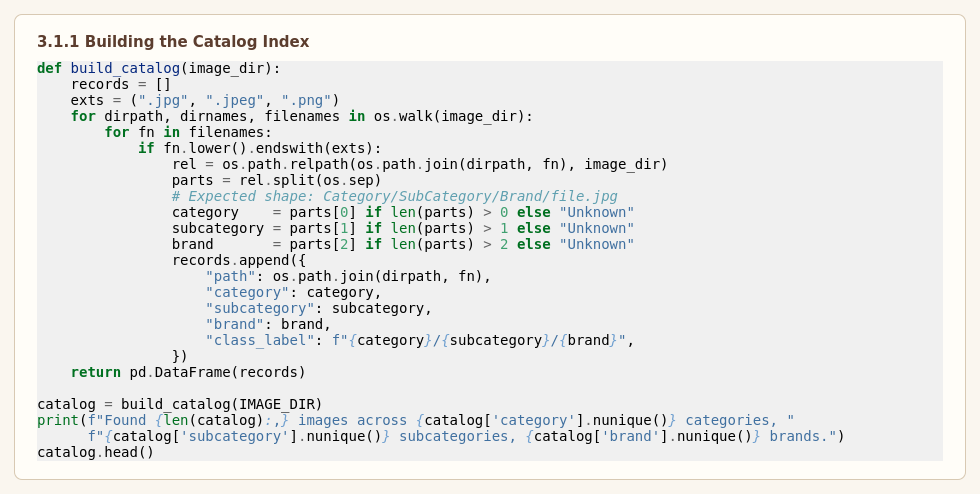 3.1.1 Building the Catalog Index
def build_catalog(image_dir):
    records = []
    exts = (".jpg", ".jpeg", ".png")
    for dirpath, dirnames, filenames in os.walk(image_dir):
        for fn in filenames:
            if fn.lower().endswith(exts):
                rel = os.path.relpath(os.path.join(dirpath, fn), image_dir)
                parts = rel.split(os.sep)
                # Expected shape: Category/SubCategory/Brand/file.jpg
                category    = parts[0] if len(parts) > 0 else "Unknown"
                subcategory = parts[1] if len(parts) > 1 else "Unknown"
                brand       = parts[2] if len(parts) > 2 else "Unknown"
                records.append({
                    "path": os.path.join(dirpath, fn),
                    "category": category,
                    "subcategory": subcategory,
                    "brand": brand,
                    "class_label": f"{category}/{subcategory}/{brand}",
                })
    return pd.DataFrame(records)

catalog = build_catalog(IMAGE_DIR)
print(f"Found {len(catalog):,} images across {catalog['category'].nunique()} categories, "
      f"{catalog['subcategory'].nunique()} subcategories, {catalog['brand'].nunique()} brands.")
catalog.head()